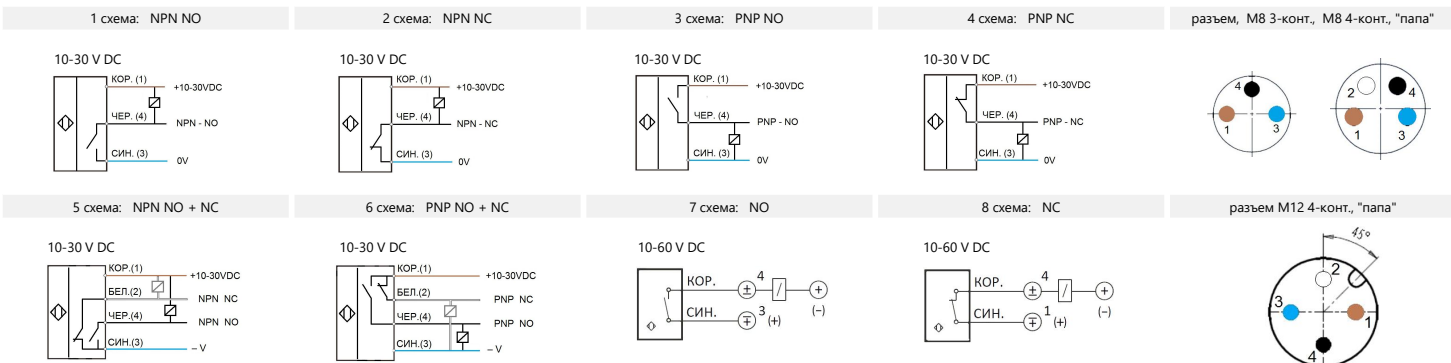 1 схема: NPN NO
2 схема: NPN NC
3 схема: PNP NO
4 схема: PNP NC
разъем, М8 3-конт., М8 4-конт., "папа"
10-30 V DC
КОР. (1)
+10-30VDC
ЧЕР. (4)
NPN - NO
СИН. (3)
0V
10-30 V DC
КОР. (1)
+10-30VDC
ЧЕР. (4)
NPN - NC
СИН. (3)
0V
10-30 V DC
КОР. (1)
+10-30VDC
ЧЕР. (4)
PNP - NO
СИН. (3)
0V
10-30 V DC
КОР. (1)
+10-30VDC
ЧЕР. (4)
PNP - NC
СИН. (3)
0V
4
1
3
2
4
1
3
5 схема: NPN NO + NC
6 схема: PNP NO + NC
7 схема: NO
8 схема: NC
разъем М12 4-конт., "папа"
10-30 V DC
КОР.(1)
+10-30VDC
БЕЛ.(2)
NPN NC
ЧЕР.(4)
NPN NO
СИН.(3)
– V
10-30 V DC
КОР.(1)
+10-30VDC
БЕЛ.(2)
PNP NC
ЧЕР.(4)
PNP NO
СИН.(3)
– V
10-60 V DC
КОР.
±
4
+
(-)
СИН.
∓
3
(+)
10-60 V DC
КОР.
±
4
+
(-)
СИН.
∓
1
(+)
45°
2
3
1
4